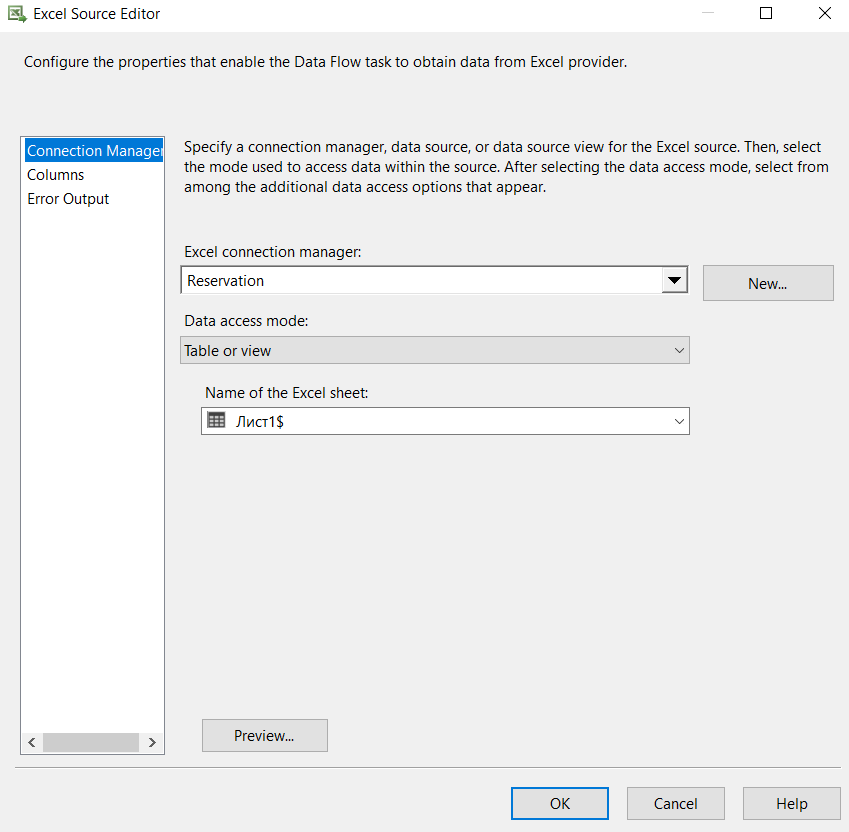 Excel Source Editor
Configure the properties that enable the Data Flow task to obtain data from Excel provider.
Connection Manager
Columns
Error Output
Specify a connection manager, data source, or data source view for the Excel source. Then, select
the mode used to access data within the source. After selecting the data access mode, select from
among the additional data access options that appear.
Excel connection manager:
Reservation
New...
Data access mode:
Table or view
Name of the Excel sheet:
Лист1$
Preview...
OK
Cancel
Help